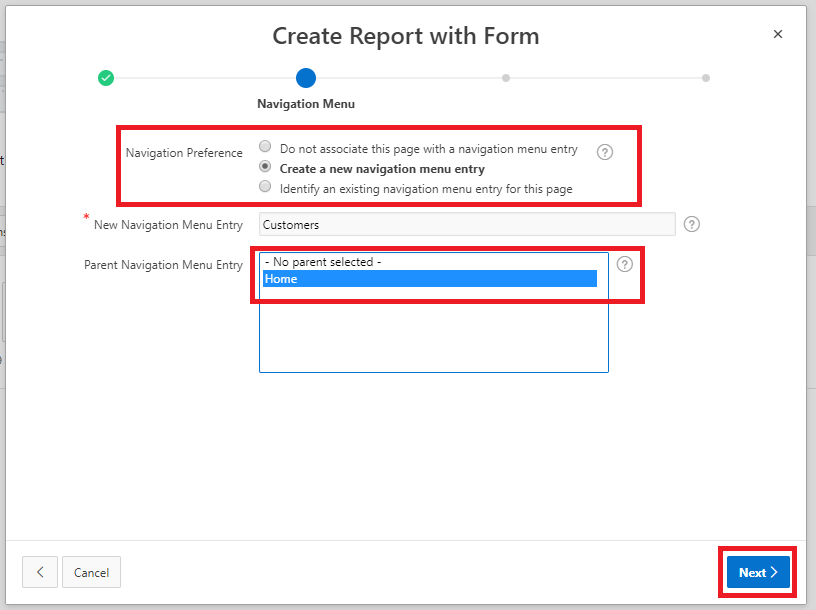 Create Report with Form
Navigation Menu
Navigation Preference
Do not associate this page with a navigation menu entry
Create a new navigation menu entry
Identify an existing navigation menu entry for this page
* New Navigation Menu Entry
Customers
Parent Navigation Menu Entry
- No parent selected -
Home
Cancel
Next